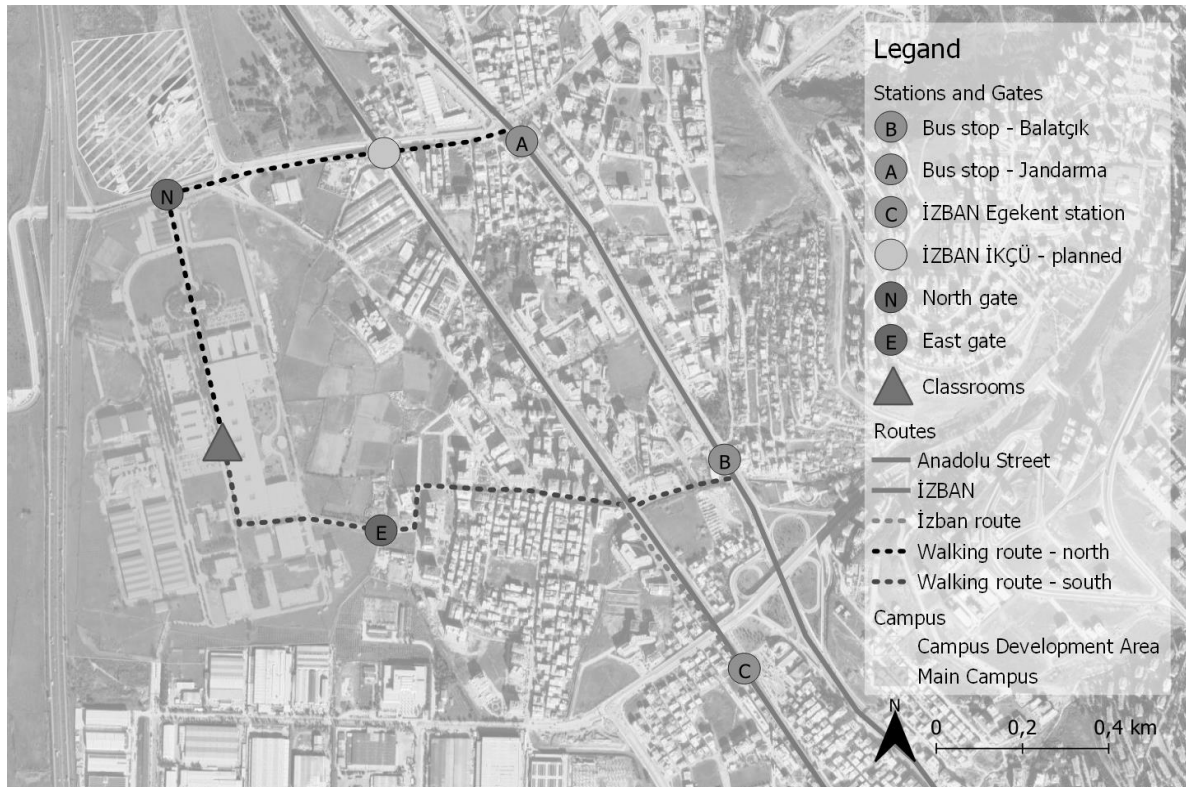 Legand
Stations and Gates
B Bus stop - Balatçık
A Bus stop - Jandarma
C İZBAN Egekent station
İZBAN İKÇÜ - planned
N North gate
E East gate
Classrooms
Routes
Anadolu Street
İZBAN
İzban route
Walking route - north
Walking route - south
Campus
Campus Development Area
Main Campus
A
N
B
E
C
N
0 0,2 0,4 km